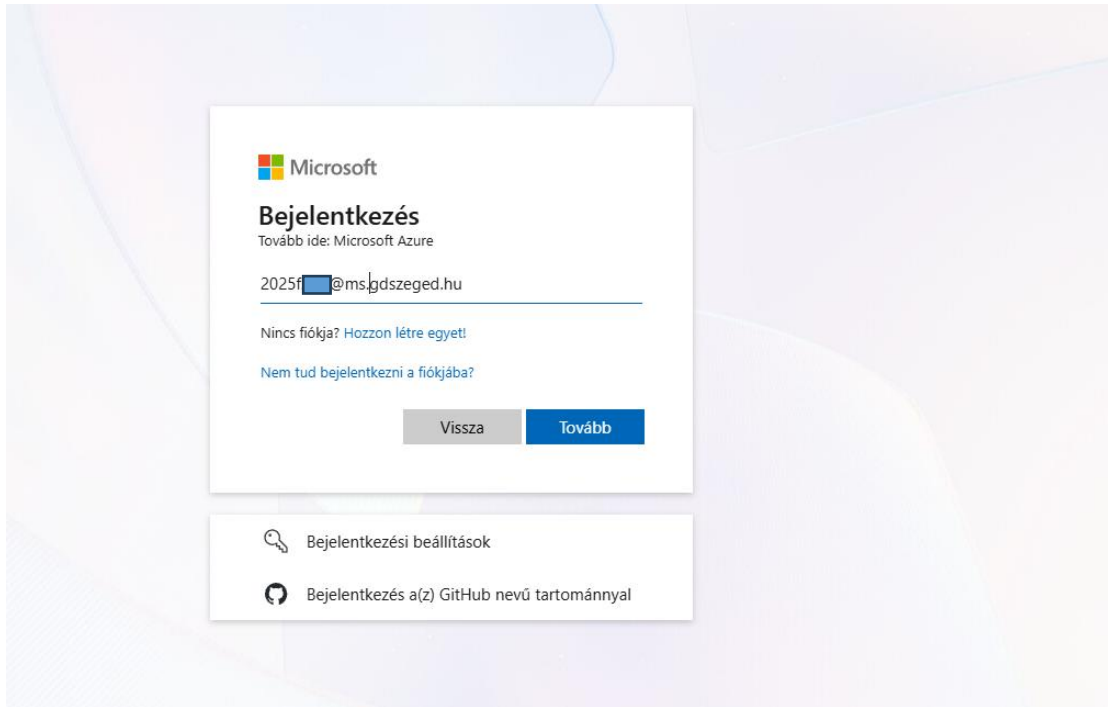 Microsoft
Bejelentkezés
Tovább ide: Microsoft Azure
2025f @ms.gdszeged.hu
Nincs fiókja? Hozzon létre egyet!
Nem tud bejelentkezni a fiókjába?
Vissza Tovább
Bejelentkezési beállítások
Bejelentkezés a(z) GitHub nevű tartománnyal